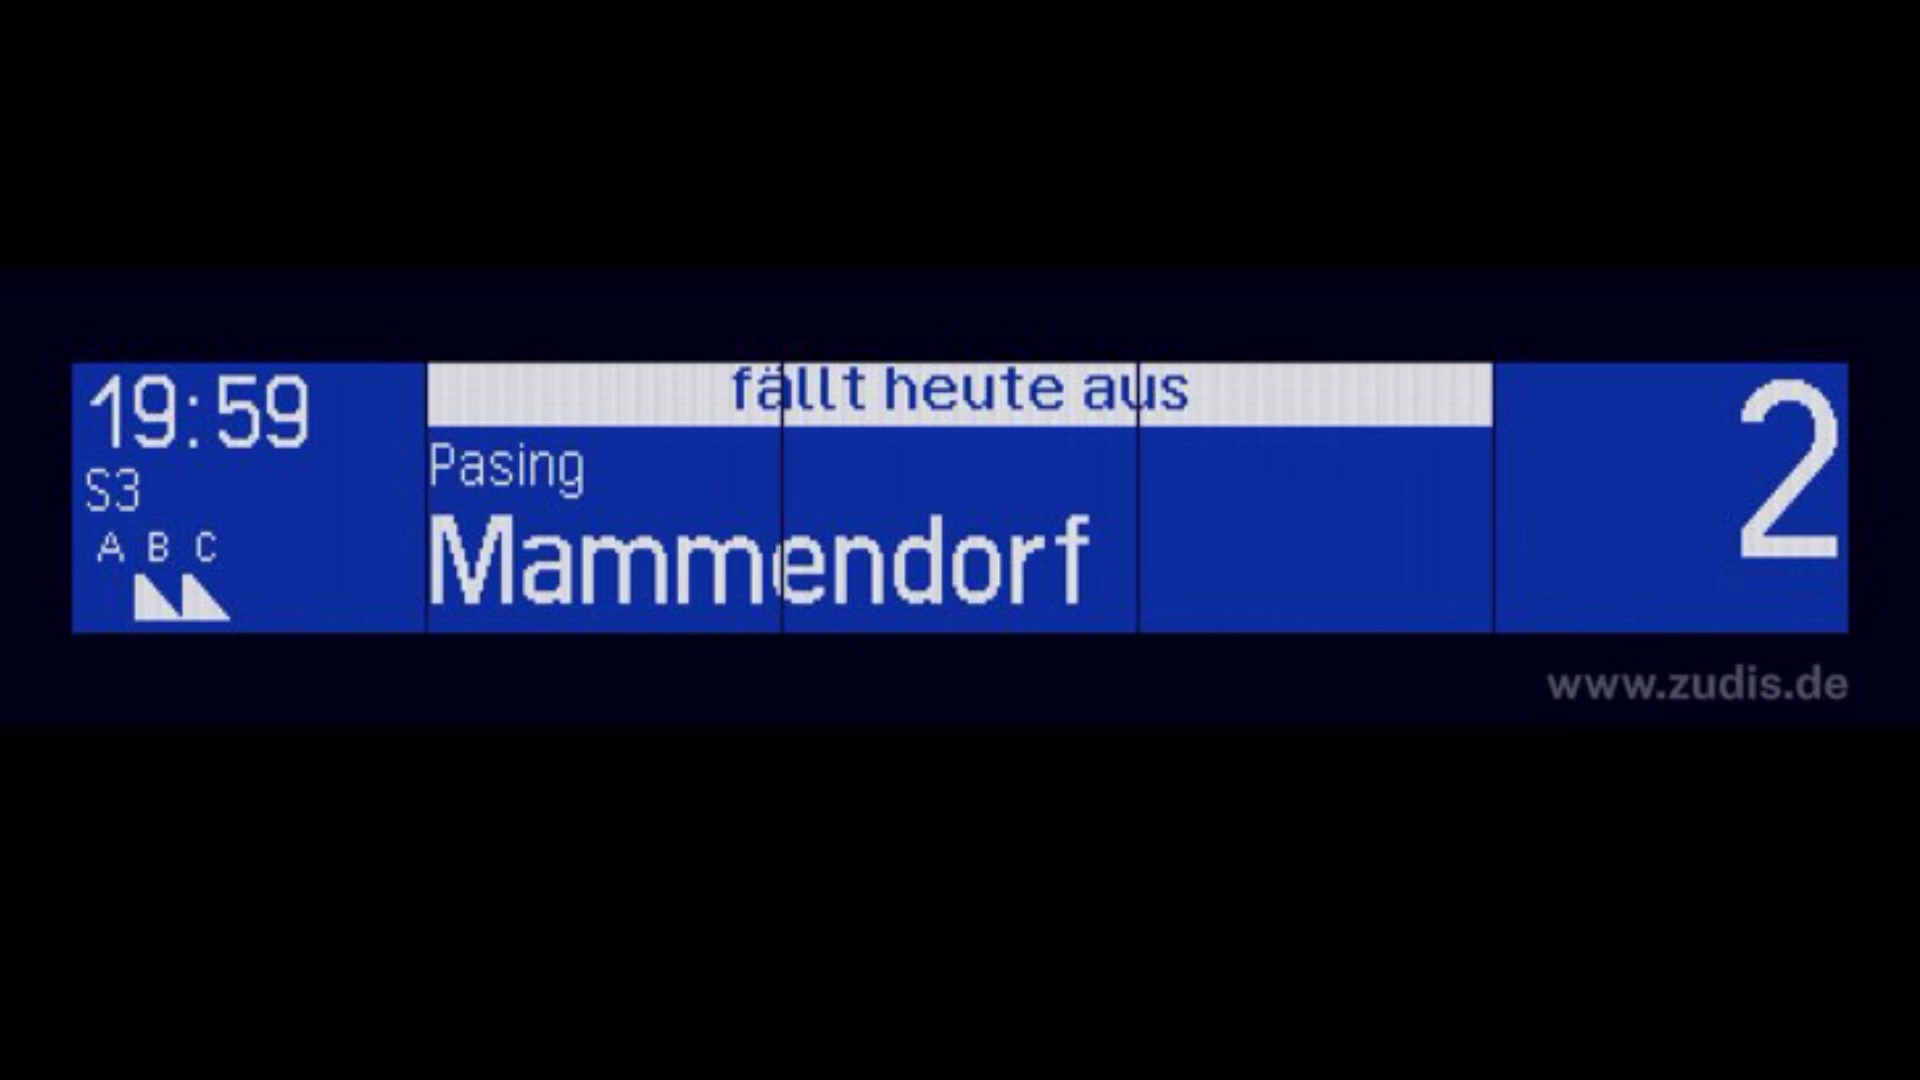 19:59
fällt heute aus
2
S3
Pasing
A B C
Mammendorf
www.zudis.de